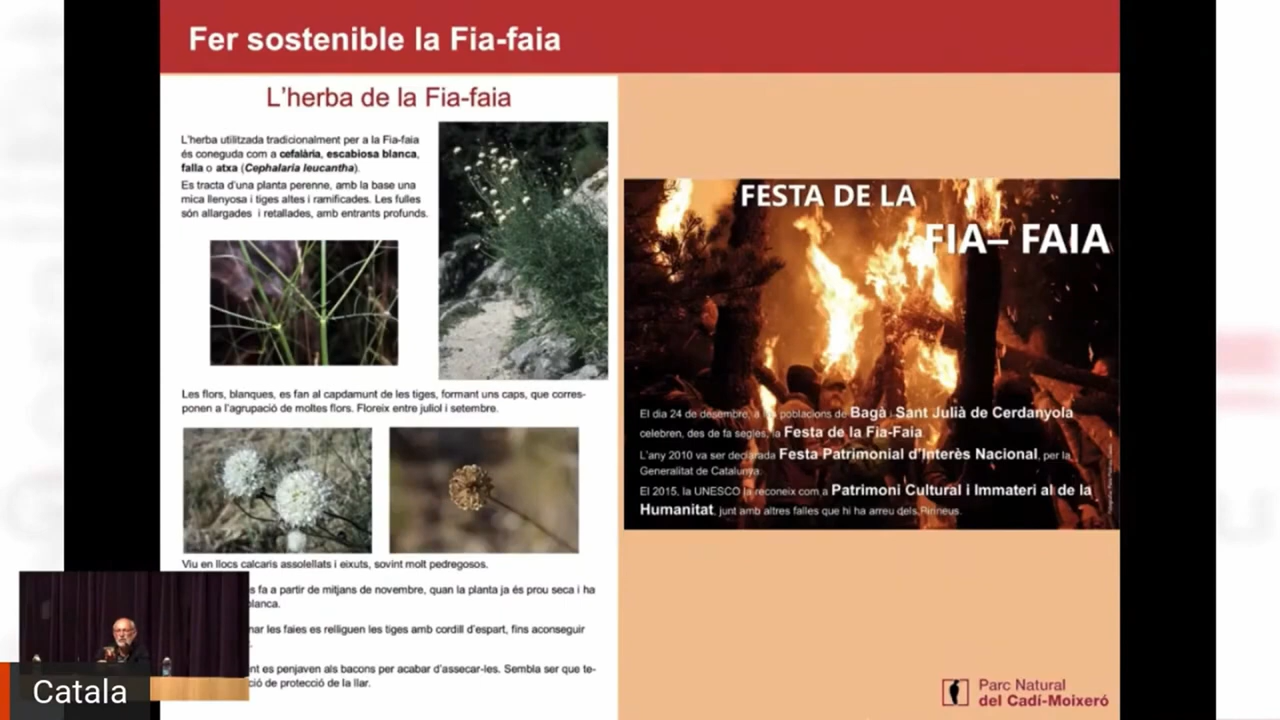 Fer sostenible la Fia-faia
L'herba de la Fia-faia
L'herba utilitzada tradicionalment per a la Fia-faia
és coneguda com a cefalària, escabiosa blanca,
falla o atxa (Cephalaria leucantha).
Es tracta d'una planta perenne, amb la base una
mica llenyosa i tiges altes i ramificades. Les fulles
són allargades i retallades, amb entrants profunds.
Les flors, blanques, es fan al capdamunt de les tiges, formant uns caps, que corres-
ponen a l'agrupació de moltes flors. Floreix entre juliol i setembre.
Viu en llocs calcaris assolellats i eixuts, sovint molt pedregosos.
s fa a partir de mitjans de novembre, quan la planta ja és prou seca i ha
lanca.
nar les faies es relliguen les tiges amb cordill d'espart, fins aconseguir
nt es penjaven als bacons per acabar d'assecar-les. Sembla ser que te-
ció de protecció de la llar.
FESTA DE LA
FIA– FAIA
El dia 24 de desembre, a les poblacions de Bagà i Sant Julià de Cerdanyola
celebren, des de fa segles, la Festa de la Fia-Faia
L'any 2010 va ser declarada Festa Patrimonial d'Interès Nacional, per la
Generalitat de Catalunya.
El 2015, la UNESCO la reconeix com a Patrimoni Cultural i Immateri al de la
Humanitat, junt amb altres falles que hi ha arreu dels Pirineus.
Parc Natural
del Cadí-Moixeró
Catala